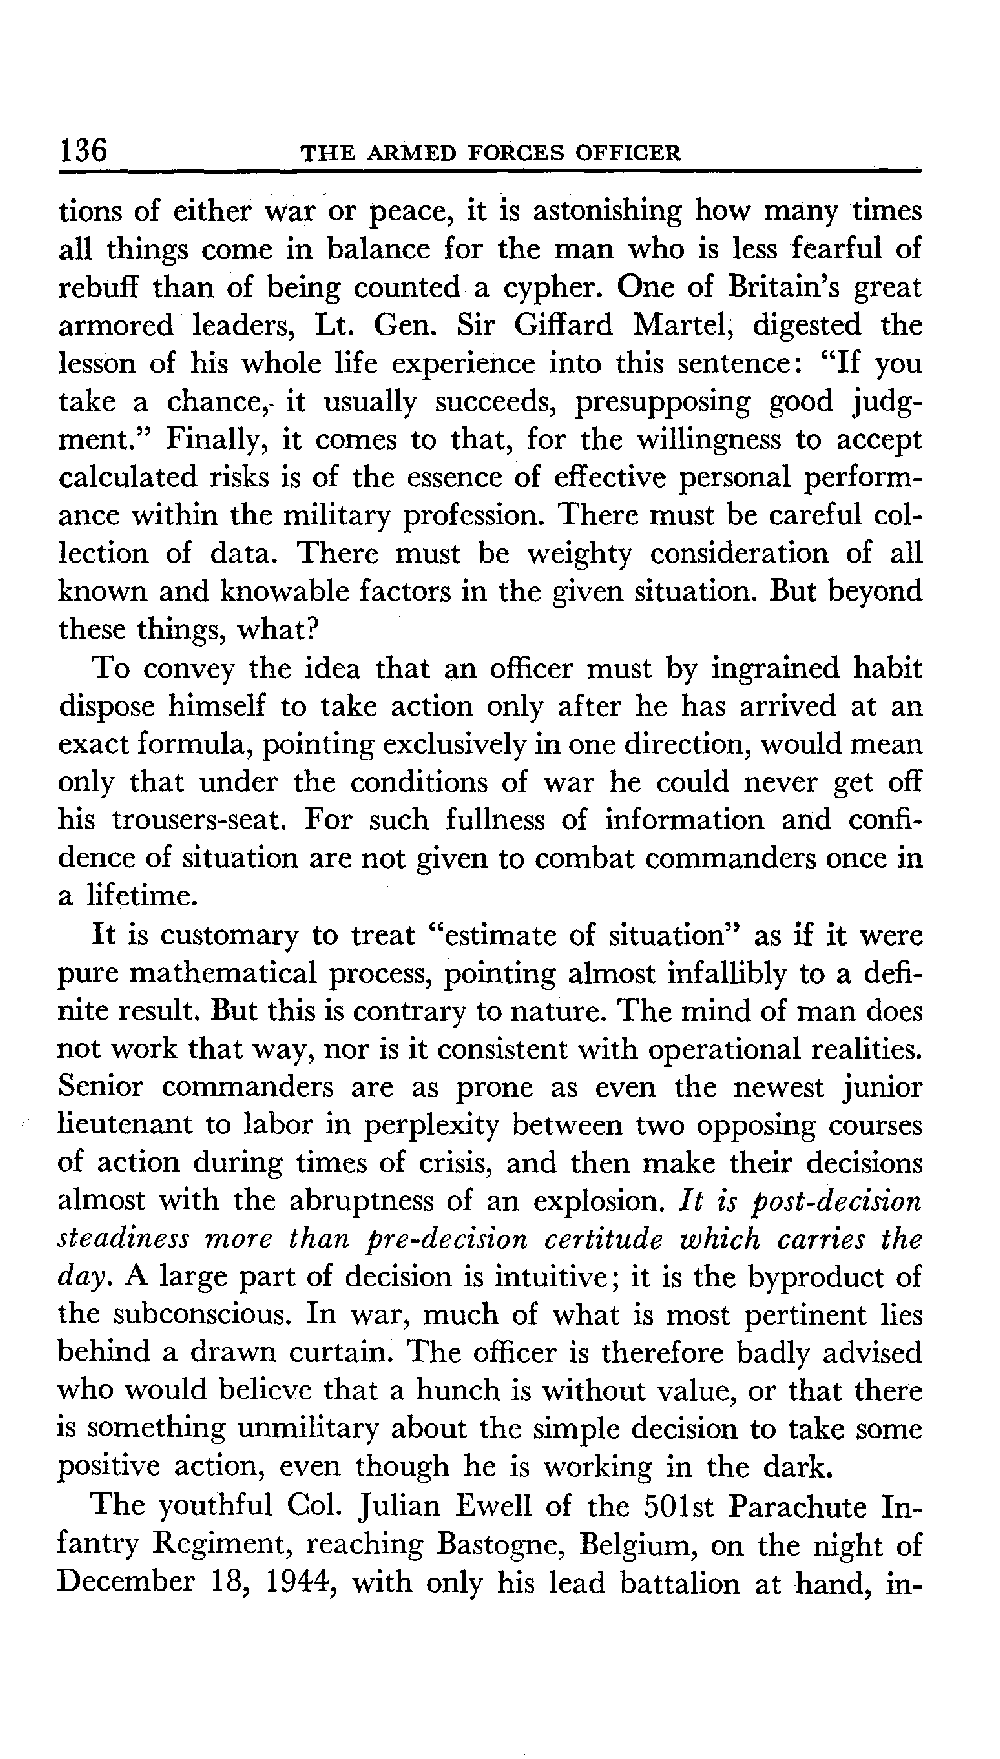 136 THE ARMED FORCES OFFICER
tions of either war or peace, it is astonishing how many times
all things come in balance for the man who is less fearful of
rebuff than of being counted a cypher. One of Britain's great
armored leaders, Lt. Gen. Sir Giffard Martel, digested the
lesson of his whole life experience into this sentence: "If you
take a chance, it usually succeeds, presupposing good judg-
ment." Finally, it comes to that, for the willingness to accept
calculated risks is of the essence of effective personal perform-
ance within the military profession. There must be careful col-
lection of data. There must be weighty consideration of all
known and knowable factors in the given situation. But beyond
these things, what?
To convey the idea that an officer must by ingrained habit
dispose himself to take action only after he has arrived at an
exact formula, pointing exclusively in one direction, would mean
only that under the conditions of war he could never get off
his trousers-seat. For such fullness of information and confi-
dence of situation are not given to combat commanders once in
a lifetime.
It is customary to treat "estimate of situation" as if it were
pure mathematical process, pointing almost infallibly to a defi-
nite result. But this is contrary to nature. The mind of man does
not work that way, nor is it consistent with operational realities.
Senior commanders are as prone as even the newest junior
lieutenant to labor in perplexity between two opposing courses
of action during times of crisis, and then make their decisions
almost with the abruptness of an explosion. It is post-decision
steadiness more than pre-decision certitude which carries the
day. A large part of decision is intuitive; it is the byproduct of
the subconscious. In war, much of what is most pertinent lies
behind a drawn curtain. The officer is therefore badly advised
who would believe that a hunch is without value, or that there
is something unmilitary about the simple decision to take some
positive action, even though he is working in the dark.
The youthful Col. Julian Ewell of the 501st Parachute In-
fantry Regiment, reaching Bastogne, Belgium, on the night of
December 18, 1944, with only his lead battalion at hand, in-